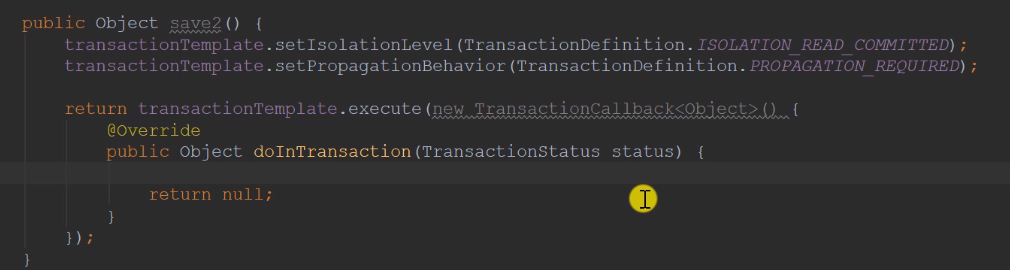 public Object save2() {
transactionTemplate.setIsolationLevel(TransactionDefinition.ISOLATION_READ_COMMITTED);
transactionTemplate.setPropagationBehavior(TransactionDefinition.PROPAGATION_REQUIRED);
return transactionTemplate.execute(new TransactionCallback<Object>() {
@Override
public Object doInTransaction(TransactionStatus status) {
return null;
}
});
}